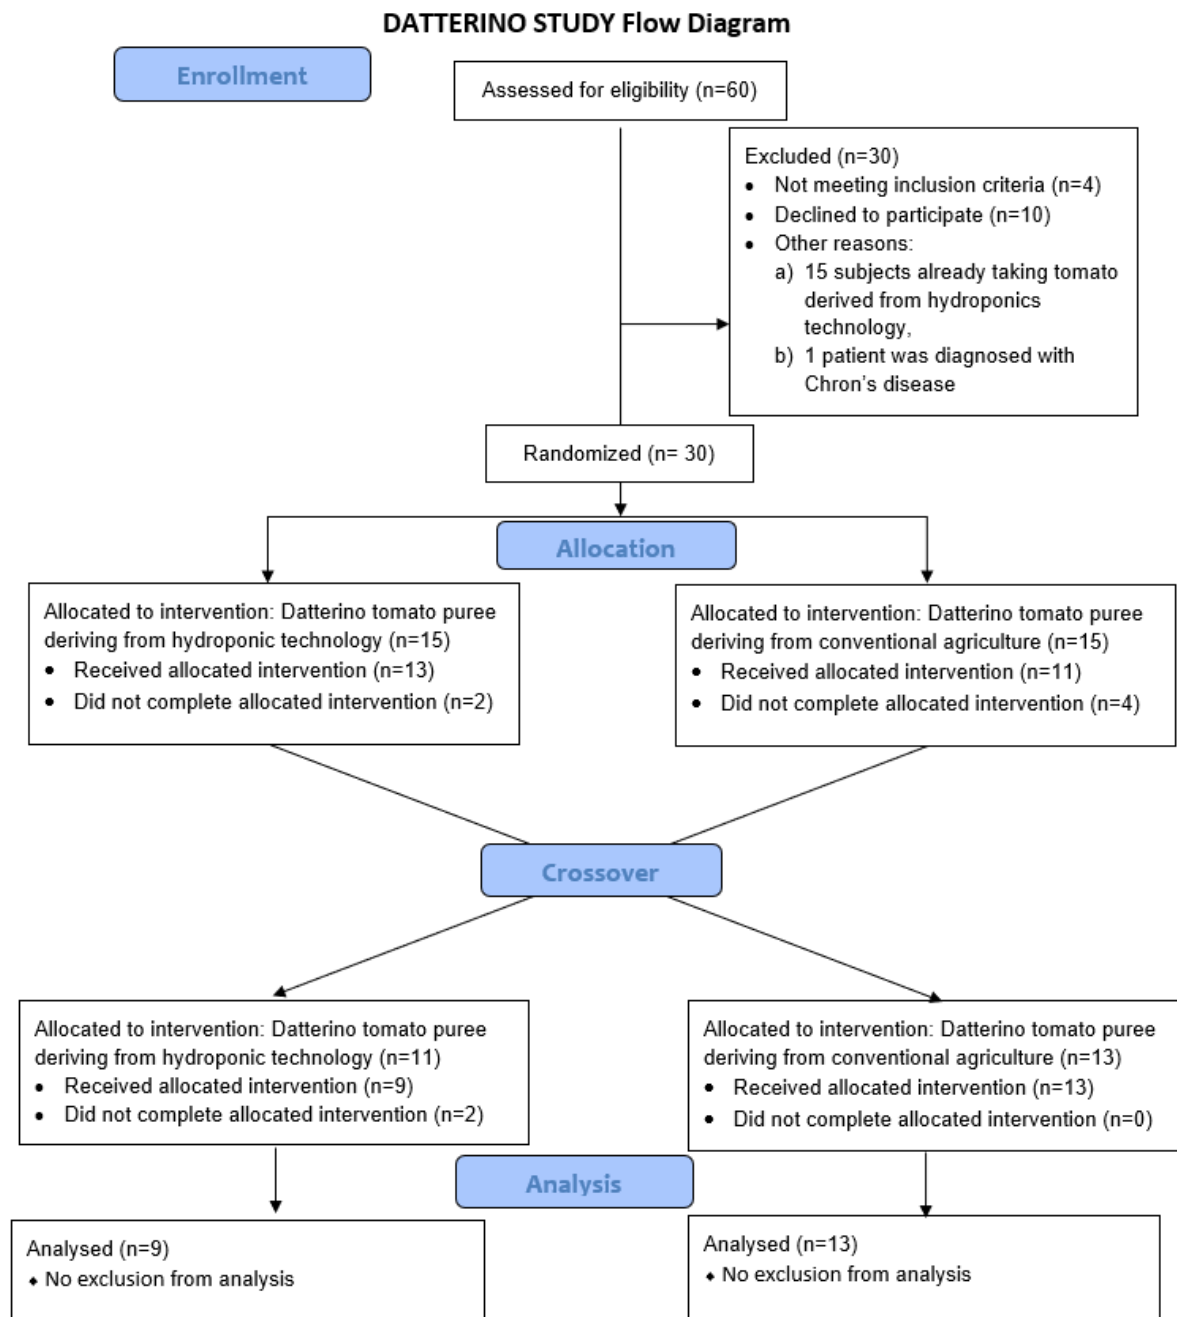 DATTERINO STUDY Flow Diagram
Enrollment
Assessed for eligibility (n=60)
Excluded (n=30)
• Not meeting inclusion criteria (n=4)
• Declined to participate (n=10)
• Other reasons:
a) 15 subjects already taking tomato
derived from hydroponics
technology,
b) 1 patient was diagnosed with
Chron's disease
Randomized (n= 30)
Allocation
Allocated to intervention: Datterino tomato puree
deriving from hydroponic technology (n=15)
• Received allocated intervention (n=13)
• Did not complete allocated intervention (n=2)
Allocated to intervention: Datterino tomato puree
deriving from conventional agriculture (n=15)
• Received allocated intervention (n=11)
• Did not complete allocated intervention (n=4)
Crossover
Allocated to intervention: Datterino tomato puree
deriving from hydroponic technology (n=11)
• Received allocated intervention (n=9)
• Did not complete allocated intervention (n=2)
Allocated to intervention: Datterino tomato puree
deriving from conventional agriculture (n=13)
• Received allocated intervention (n=13)
• Did not complete allocated intervention (n=0)
Analysis
Analysed (n=9)
⬥ No exclusion from analysis
Analysed (n=13)
⬥ No exclusion from analysis